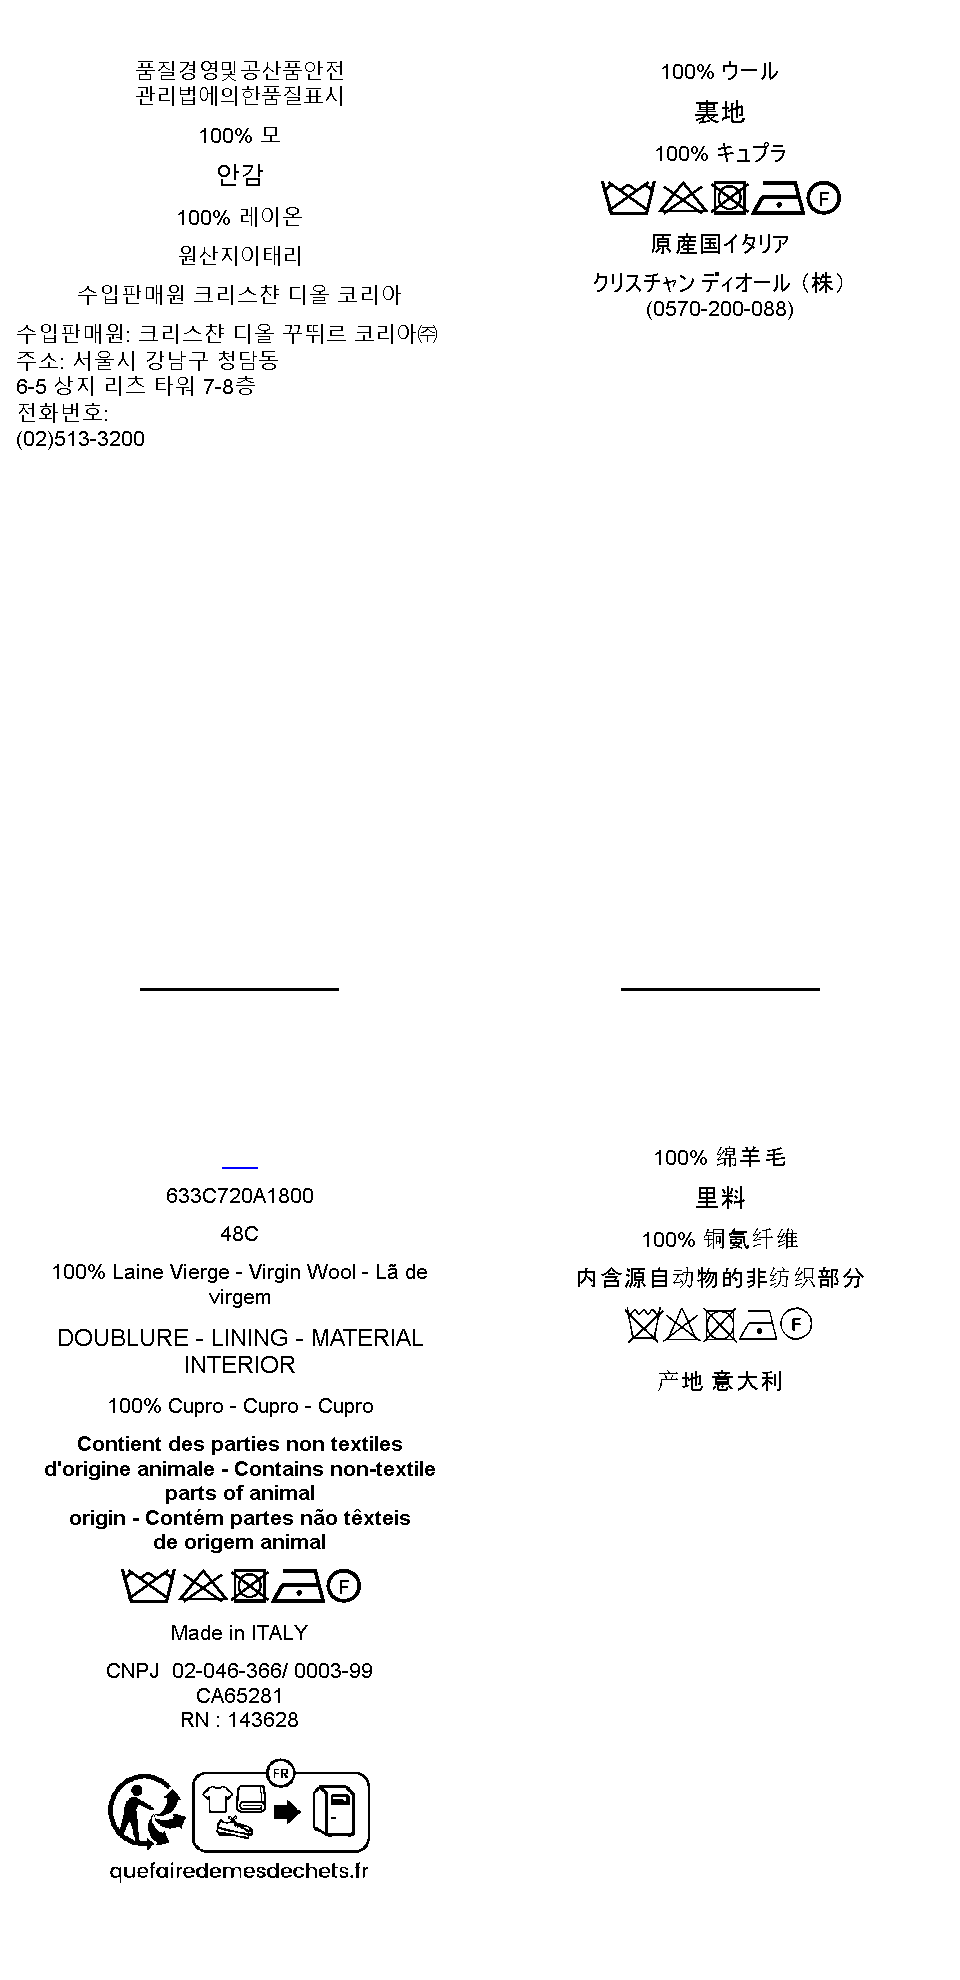 품질경영및공산품안전
관리법에의한품질표시
100% 모
안감
100% 레이온
원산지이태리
수입판매원 크리스챤 디올 코리아
수입판매원: 크리스챤 디올 꾸뛰르 코리아㈜
주소: 서울시 강남구 청담동
6-5 상지 리츠 타워 7-8층
전화번호:
(02)513-3200
100% ウール
裏地
100% キュプラ
F
原産国イタリア
クリスチャン ディオール（株）
(0570-200-088)
633C720A1800
48C
100% Laine Vierge - Virgin Wool - Lã de
virgem
DOUBLURE - LINING - MATERIAL
INTERIOR
100% Cupro - Cupro - Cupro
Contient des parties non textiles
d'origine animale - Contains non-textile
parts of animal
origin - Contém partes não têxteis
de origem animal
F
Made in ITALY
CNPJ  02-046-366/ 0003-99
CA65281
RN : 143628
FR
quefairedemesdechets.fr
100% 绵羊毛
里料
100% 铜氨纤维
内含源自动物的非纺织部分
F
产地 意大利